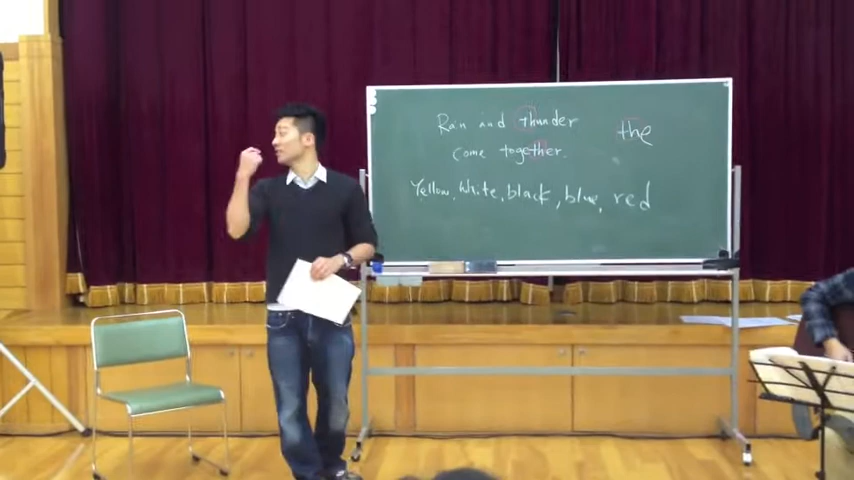 Rain and thunder the
come together.
Yellow, white, black, blue, red